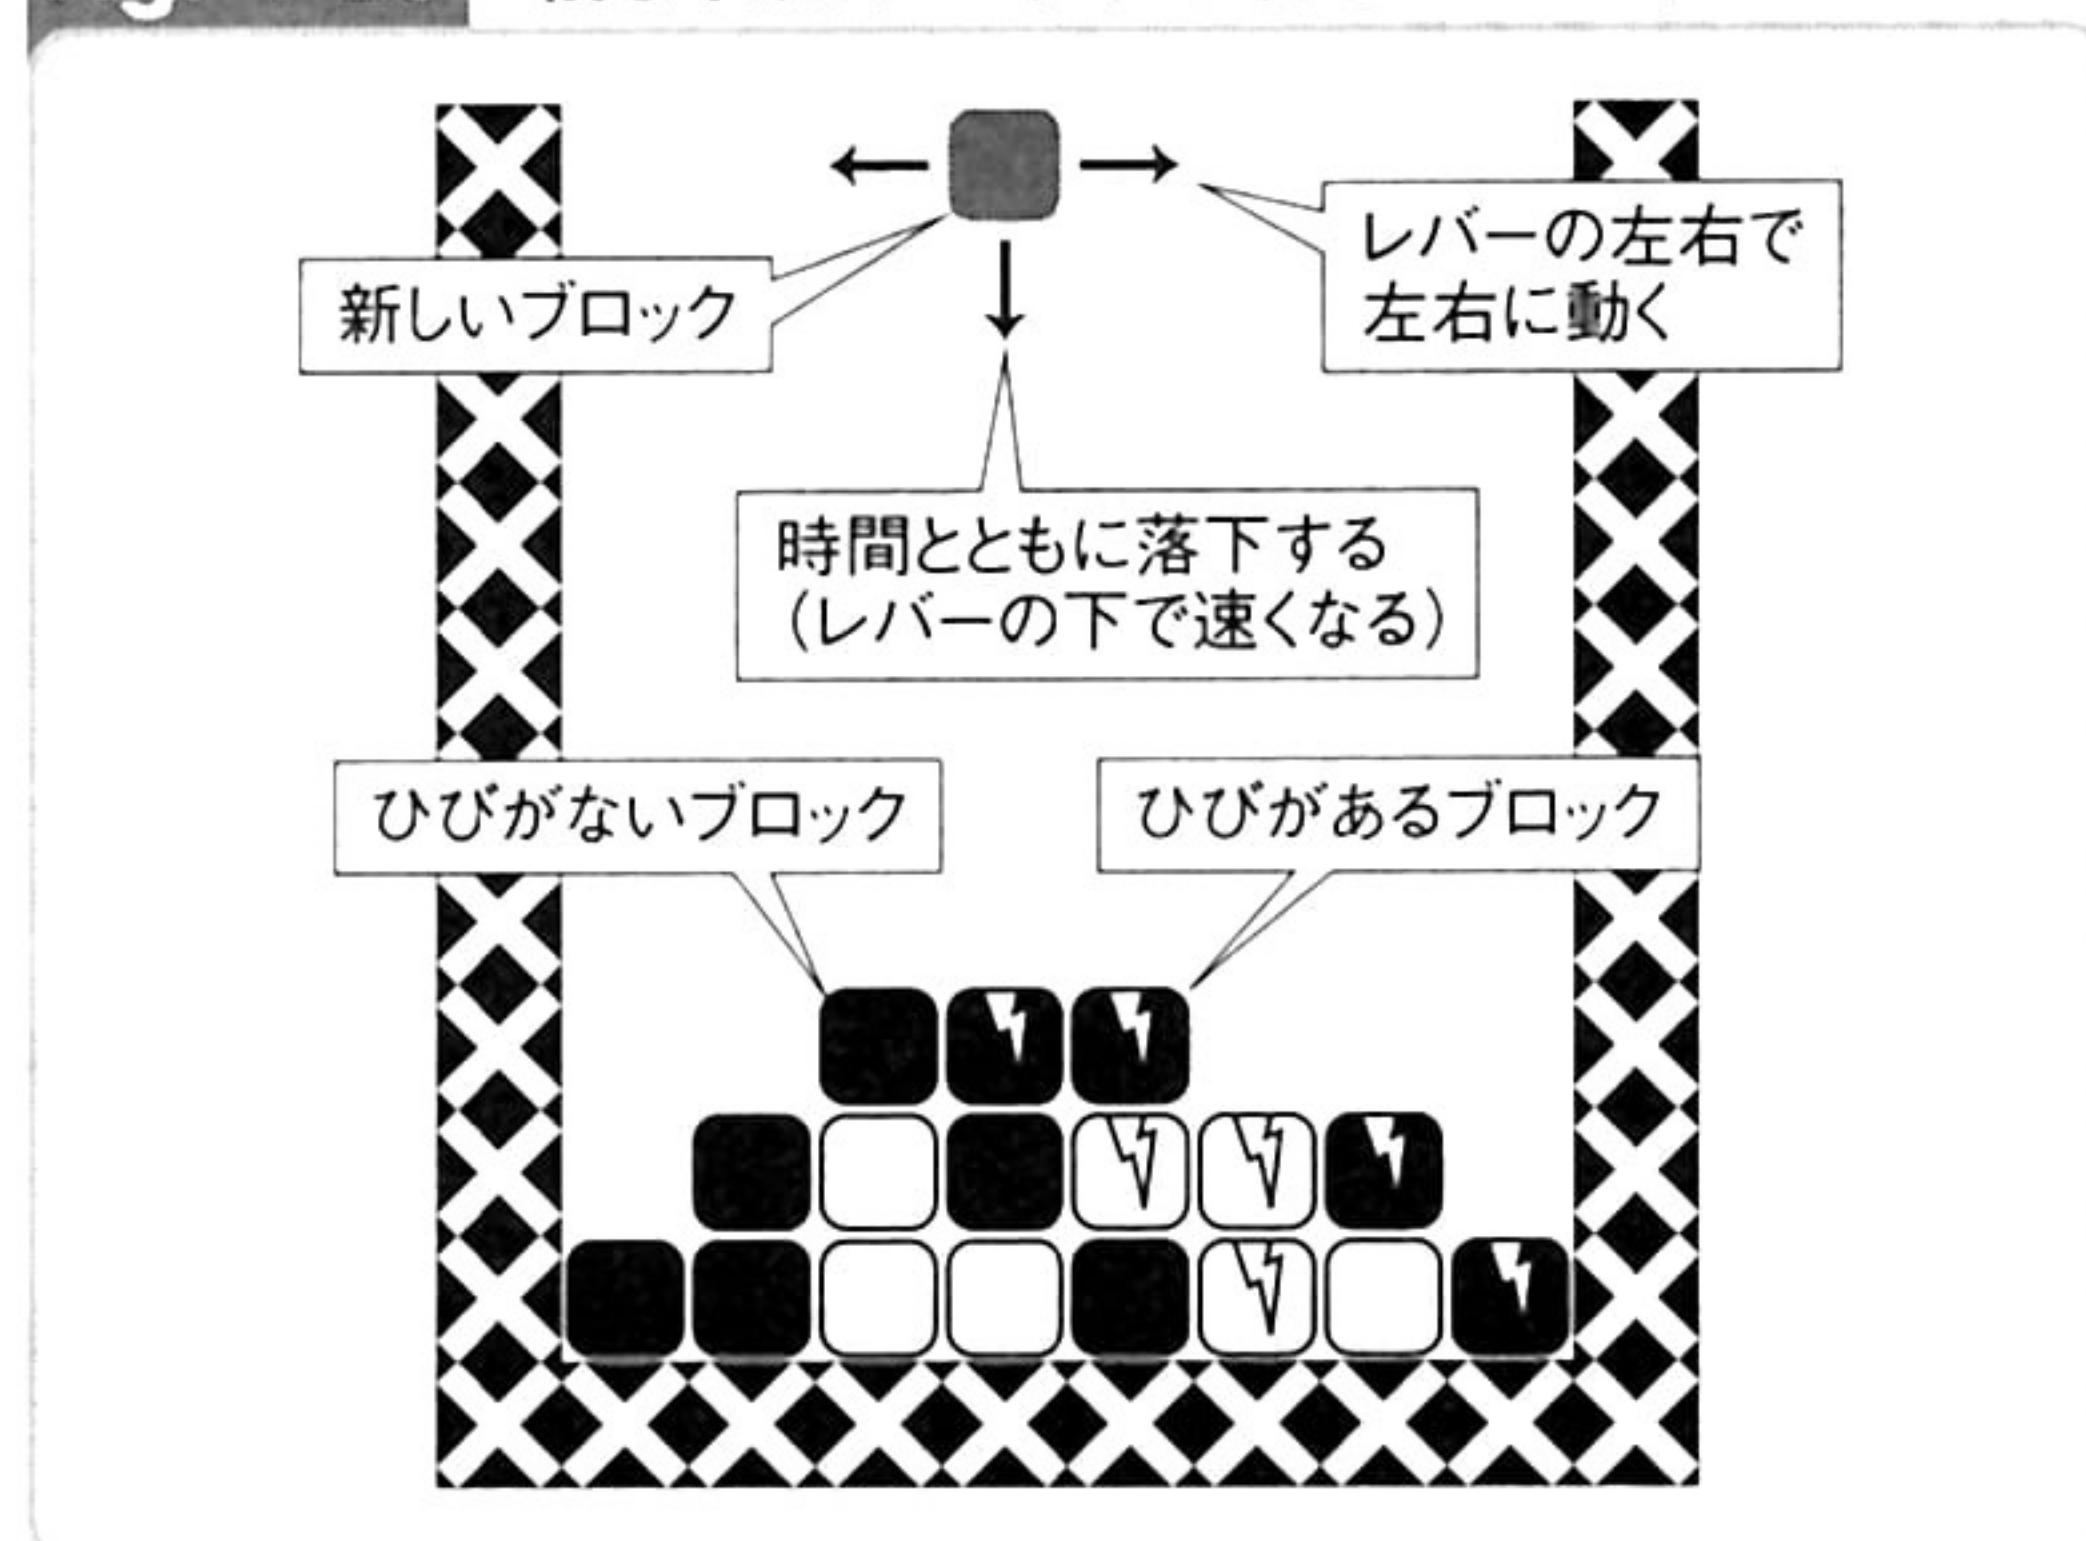 新しいブロック
レバーの左右で
左右に動く
時間とともに落下する
（レバーの下で速くなる）
ひびがないブロック
ひびがあるブロック